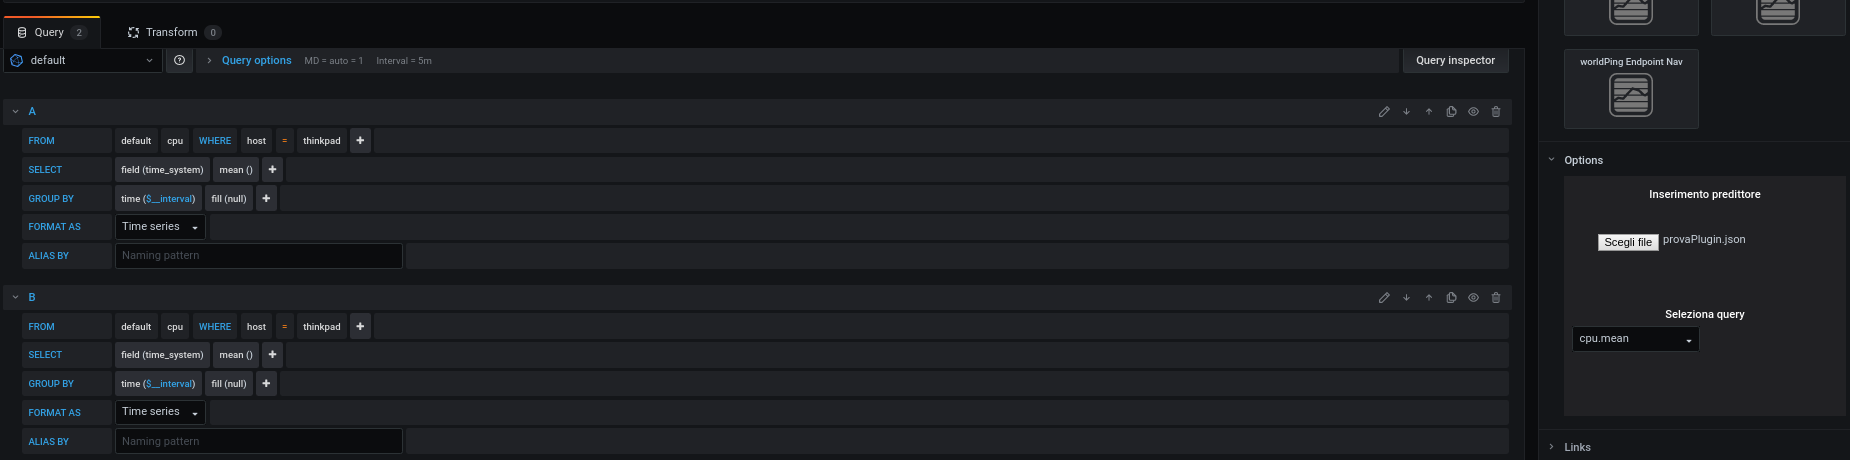 Query 2
Transform 0
default
Query options MD = auto = 1 Interval = 5m
Query inspector
A
FROM default cpu WHERE host = thinkpad +
SELECT field (time_system) mean () +
GROUP BY time ($__interval) fill (null) +
FORMAT AS Time series
ALIAS BY Naming pattern
B
FROM default cpu WHERE host = thinkpad +
SELECT field (time_system) mean () +
GROUP BY time ($__interval) fill (null) +
FORMAT AS Time series
ALIAS BY Naming pattern
worldPing Endpoint Nav
Options
Inserimento predittore
Scegli file provaPlugin.json
Seleziona query
cpu.mean
Links